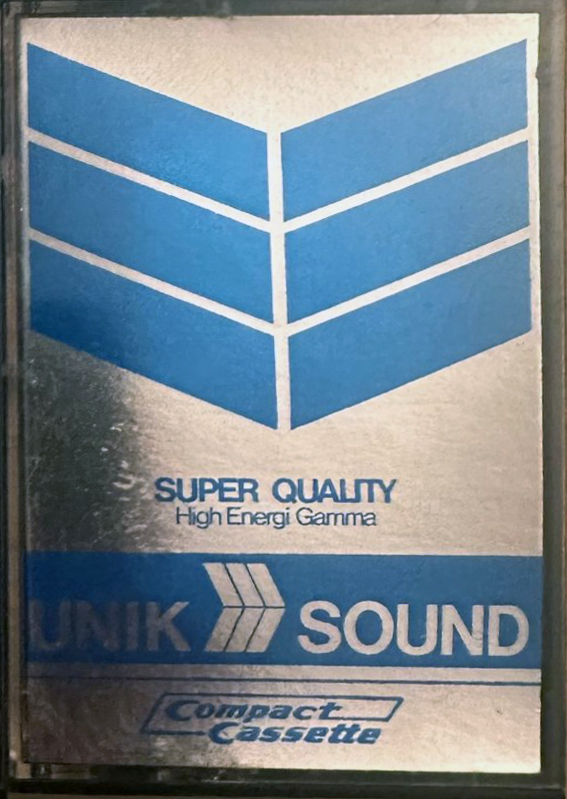 SUPER QUALITY
High Energi Gamma
UNIK SOUND
Compact
Cassette